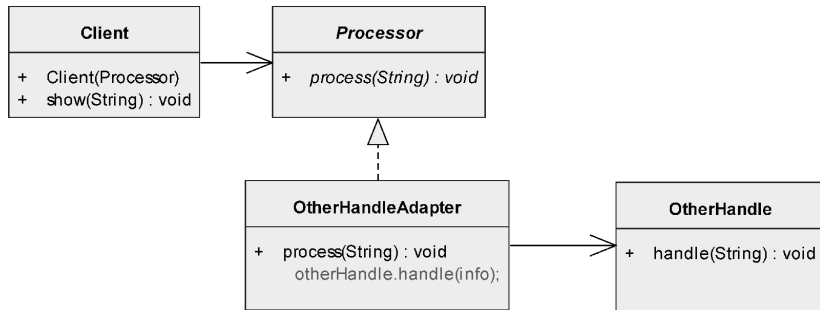 Client
+ Client(Processor)
+ show(String) : void
Processor
+ process(String) : void
OtherHandleAdapter
+ process(String) : void
otherHandle.handle(info);
OtherHandle
+ handle(String) : void